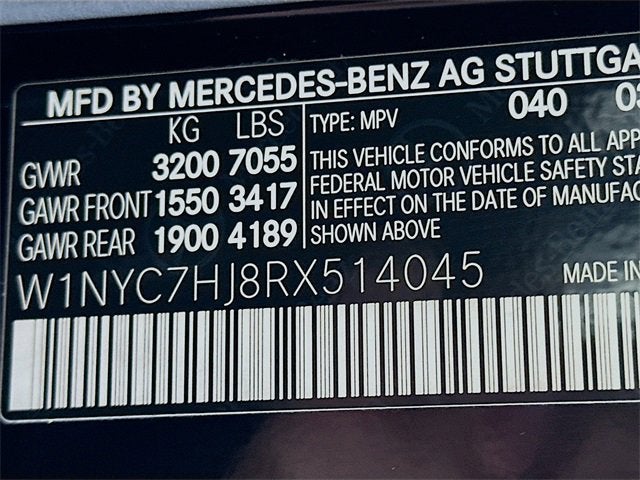 MFD BY MERCEDES-BENZ AG STUTTGA
KG LBS TYPE: MPV 040
GVWR 3200 7055 THIS VEHICLE CONFORMS TO ALL APP
GAWR FRONT 1550 3417 FEDERAL MOTOR VEHICLE SAFETY STA
GAWR REAR 1900 4189 IN EFFECT ON THE DATE OF MANUFAC
SHOWN ABOVE
W1NYC7HJ8RX514045 MADE IN